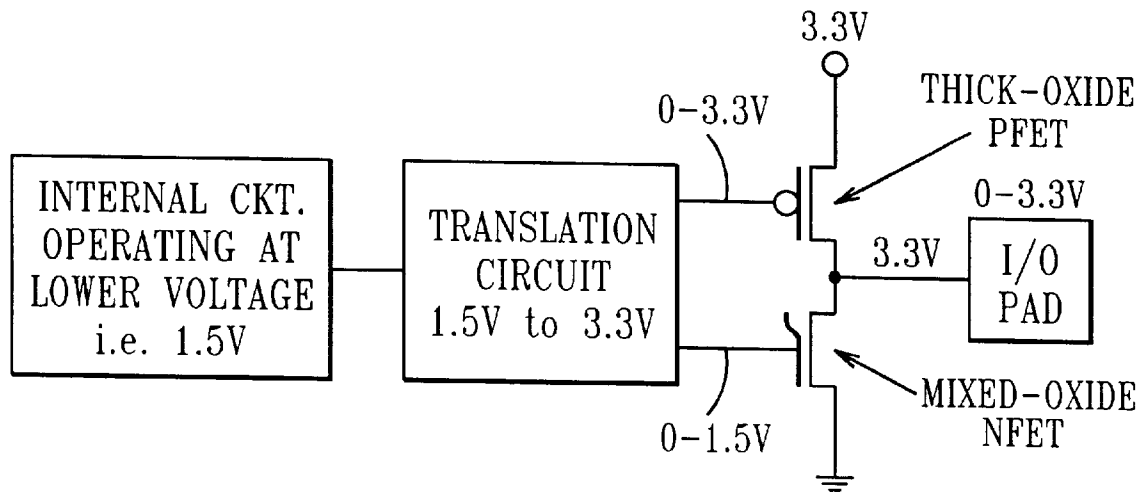 3.3V
THICK-OXIDE
PFET
0-3.3V
0-3.3V
INTERNAL CKT.
OPERATING AT
LOWER VOLTAGE
i.e. 1.5V
TRANSLATION
CIRCUIT
1.5V to 3.3V
3.3V
I/O
PAD
0-1.5V
MIXED-OXIDE
NFET